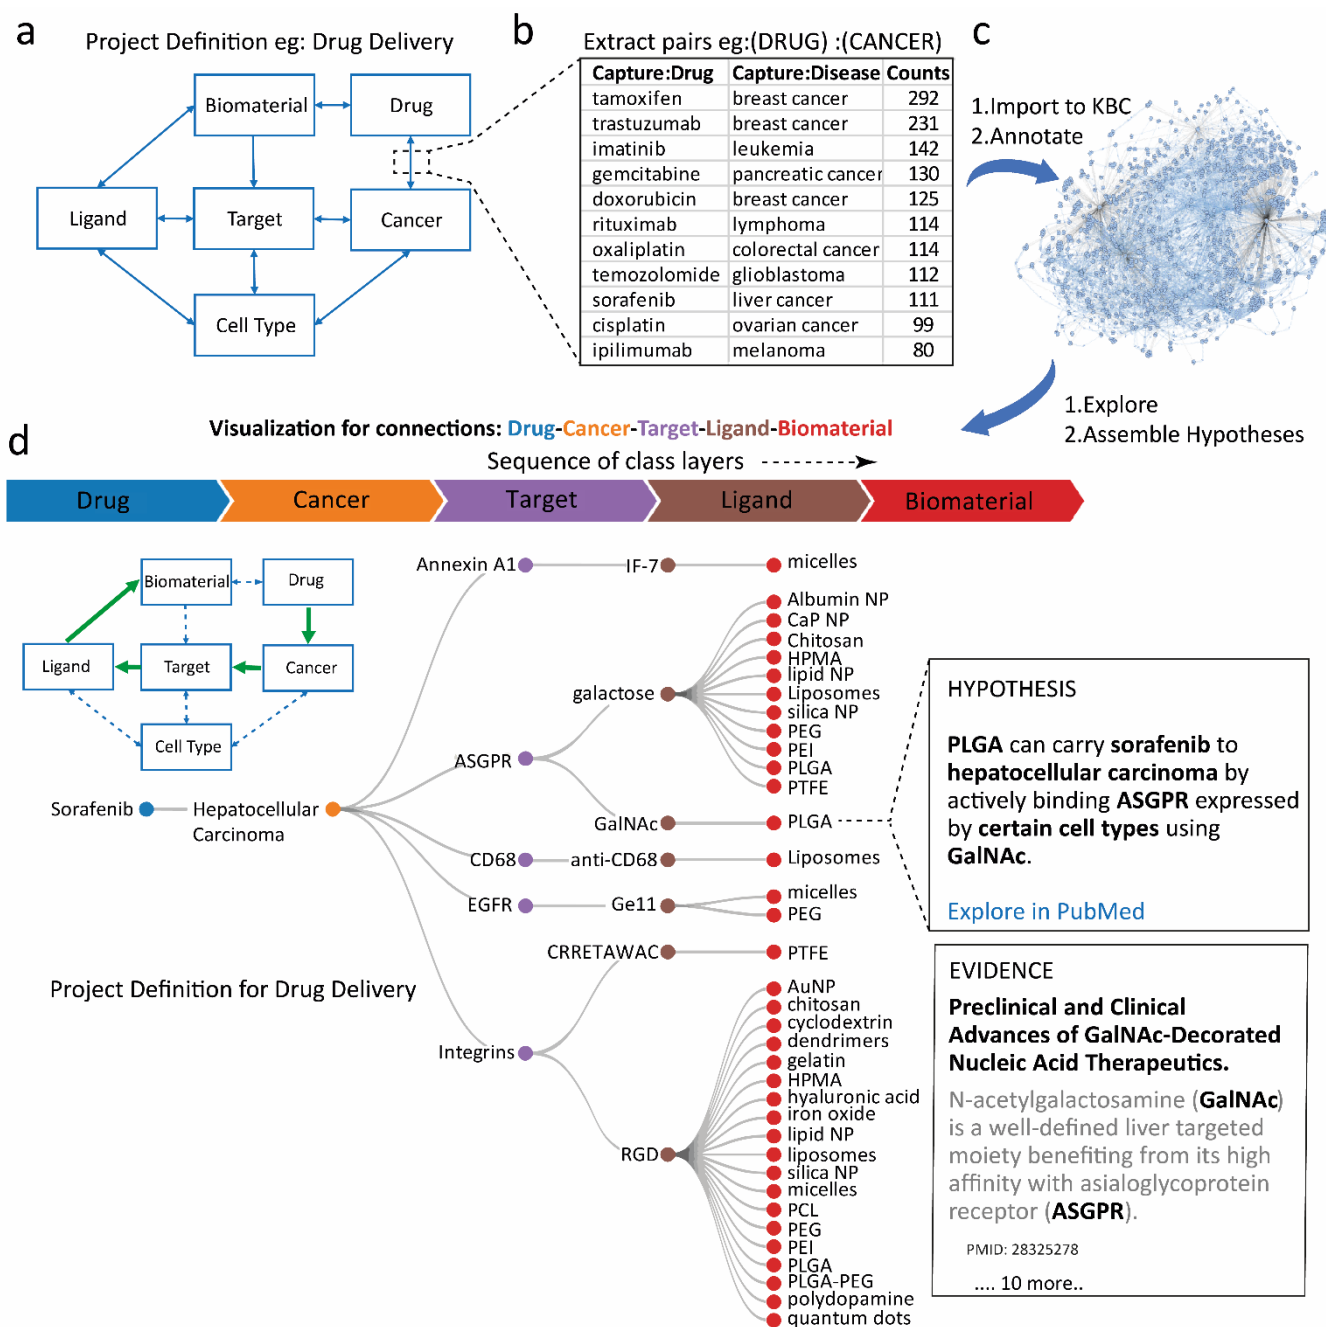 a
Project Definition eg: Drug Delivery
Biomaterial
Drug
Ligand
Target
Cancer
Cell Type
b
Extract pairs eg:(DRUG) :(CANCER)
Capture:Drug Capture:Disease Counts
tamoxifen breast cancer 292
trastuzumab breast cancer 231
imatinib leukemia 142
gemcitabine pancreatic cancer 130
doxorubicin breast cancer 125
rituximab lymphoma 114
oxaliplatin colorectal cancer 114
temozolomide glioblastoma 112
sorafenib liver cancer 111
cisplatin ovarian cancer 99
ipilimumab melanoma 80
c
1.Import to KBC
2.Annotate
1.Explore
2.Assemble Hypotheses
d
Visualization for connections: Drug-Cancer-Target-Ligand-Biomaterial
Sequence of class layers
Drug
Cancer
Target
Ligand
Biomaterial
Biomaterial
Drug
Ligand
Target
Cancer
Cell Type
Sorafenib
Hepatocellular
Carcinoma
Project Definition for Drug Delivery
Annexin A1
ASGPR
CD68
EGFR
Integrins
IF-7
galactose
GalNAc
anti-CD68
Ge11
CRRETAWAC
RGD
micelles
Albumin NP
CaP NP
Chitosan
HPMA
lipid NP
Liposomes
silica NP
PEG
PEI
PLGA
PTFE
PLGA
Liposomes
micelles
PEG
PTFE
AuNP
chitosan
cyclodextrin
dendrimers
gelatin
HPMA
hyaluronic acid
iron oxide
lipid NP
liposomes
silica NP
micelles
PCL
PEG
PEI
PLGA
PLGA-PEG
polydopamine
quantum dots
HYPOTHESIS
PLGA can carry sorafenib to
hepatocellular carcinoma by
actively binding ASGPR expressed
by certain cell types using
GalNAc.
Explore in PubMed
EVIDENCE
Preclinical and Clinical
Advances of GalNAc-Decorated
Nucleic Acid Therapeutics.
N-acetylgalactosamine (GalNAc)
is a well-defined liver targeted
moiety benefiting from its high
affinity with asialoglycoprotein
receptor (ASGPR).
PMID: 28325278
.... 10 more..